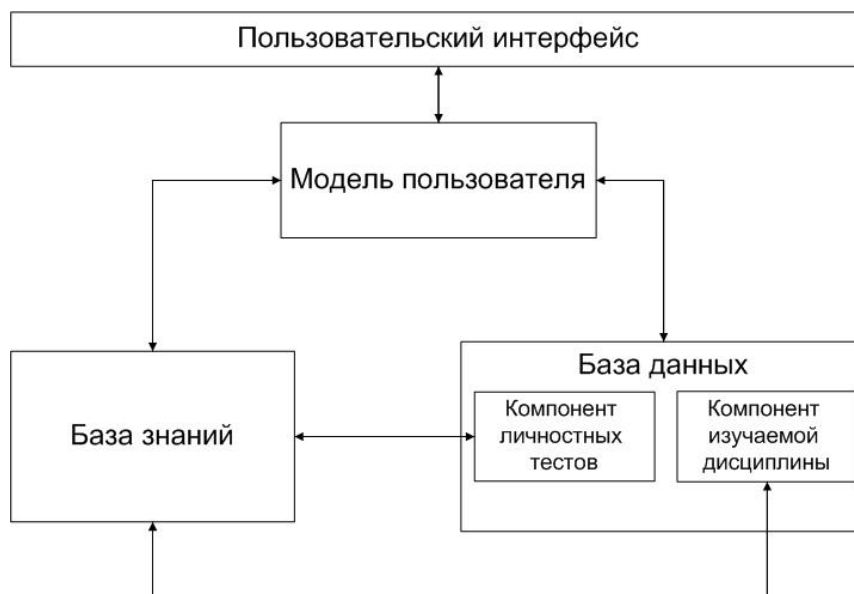 Пользовательский интерфейс
Модель пользователя
База знаний
База данных
Компонент
личностных
тестов
Компонент
изучаемой
дисциплины